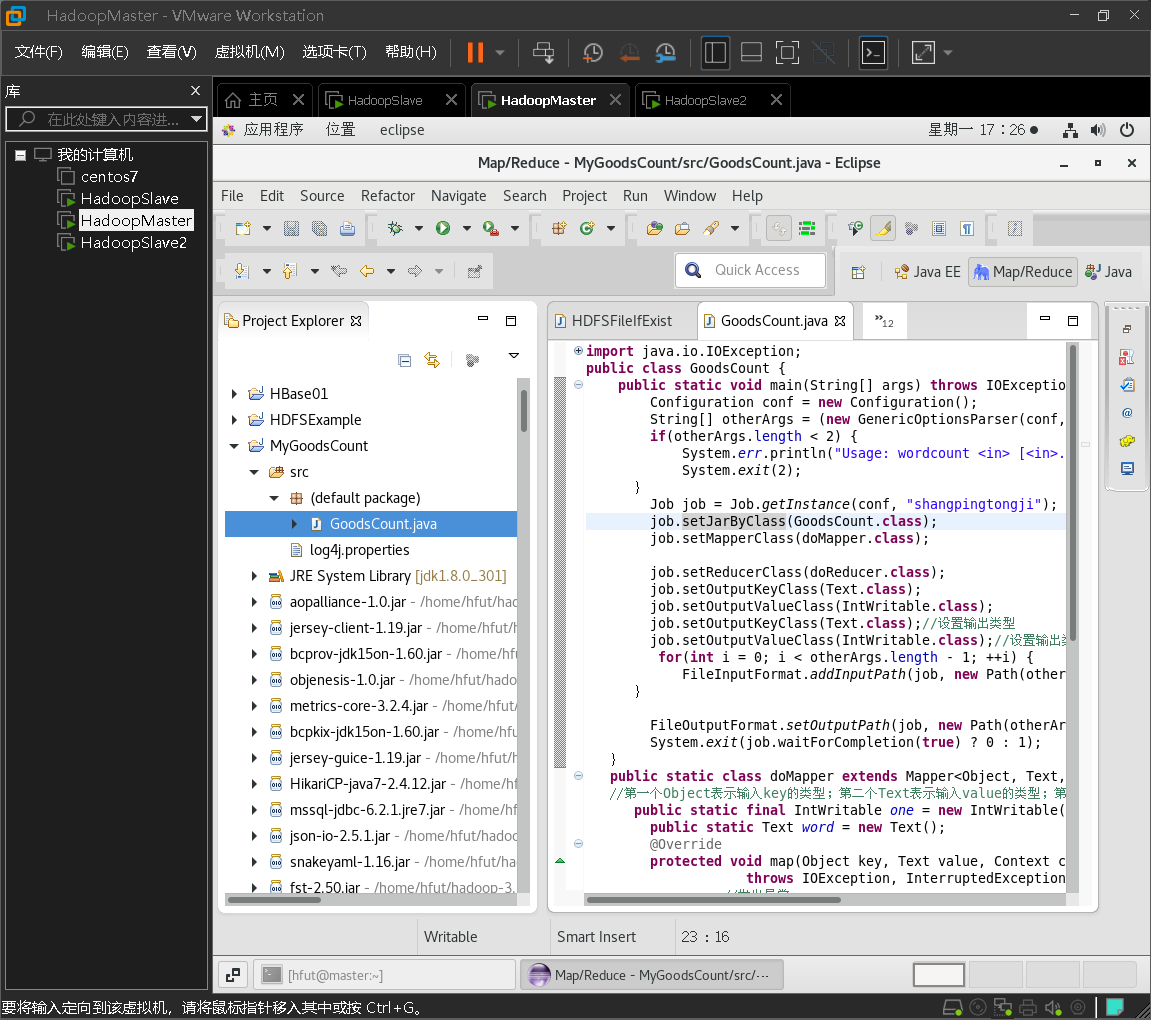 HadoopMaster - VMware Workstation
文件(F) 编辑(E) 查看(V) 虚拟机(M) 选项卡(T) 帮助(H)
库
在此处键入内容进...
我的计算机
centos7
HadoopSlave
HadoopMaster
HadoopSlave2
主页 HadoopSlave HadoopMaster HadoopSlave2
应用程序 位置 eclipse 星期一 17:26
Map/Reduce - MyGoodsCount/src/GoodsCount.java - Eclipse
File Edit Source Refactor Navigate Search Project Run Window Help
Quick Access Java EE Map/Reduce Java
Project Explorer
HBase01
HDFSExample
MyGoodsCount
src
(default package)
GoodsCount.java
log4j.properties
JRE System Library [jdk1.8.0_301]
aopalliance-1.0.jar - /home/hfut/hadoo
jersey-client-1.19.jar - /home/hfut/h
bcprov-jdk15on-1.60.jar - /home/hfu
objenesis-1.0.jar - /home/hfut/hado
metrics-core-3.2.4.jar - /home/hfut/
bcpkix-jdk15on-1.60.jar - /home/hfut
jersey-guice-1.19.jar - /home/hfut/h
HikariCP-java7-2.4.12.jar - /home/hf
mssql-jdbc-6.2.1.jre7.jar - /home/hf
json-io-2.5.1.jar - /home/hfut/hadoo
snakeyaml-1.16.jar - /home/hfut/ha
fst-2.50.jar - /home/hfut/hadoop-3.
HDFSFileIfExist GoodsCount.java »12
import java.io.IOException;
public class GoodsCount {
public static void main(String[] args) throws IOExceptio
Configuration conf = new Configuration();
String[] otherArgs = (new GenericOptionsParser(conf,
if(otherArgs.length < 2) {
System.err.println("Usage: wordcount <in> [<in>.
System.exit(2);
}
Job job = Job.getInstance(conf, "shangpingtongji");
job.setJarByClass(GoodsCount.class);
job.setMapperClass(doMapper.class);
job.setReducerClass(doReducer.class);
job.setOutputKeyClass(Text.class);
job.setOutputValueClass(IntWritable.class);
job.setOutputKeyClass(Text.class);//设置输出类型
job.setOutputValueClass(IntWritable.class);//设置输出类
for(int i = 0; i < otherArgs.length - 1; ++i) {
FileInputFormat.addInputPath(job, new Path(other
}
FileOutputFormat.setOutputPath(job, new Path(otherAr
System.exit(job.waitForCompletion(true) ? 0 : 1);
}
public static class doMapper extends Mapper<Object, Text,
//第一个Object表示输入key的类型；第二个Text表示输入value的类型；第
public static final IntWritable one = new IntWritable(
public static Text word = new Text();
@Override
protected void map(Object key, Text value, Context c
throws IOException, InterruptedException
Writable Smart Insert 23 : 16
[hfut@master:~] Map/Reduce - MyGoodsCount/src/···
要将输入定向到该虚拟机，请将鼠标指针移入其中或按 Ctrl+G。